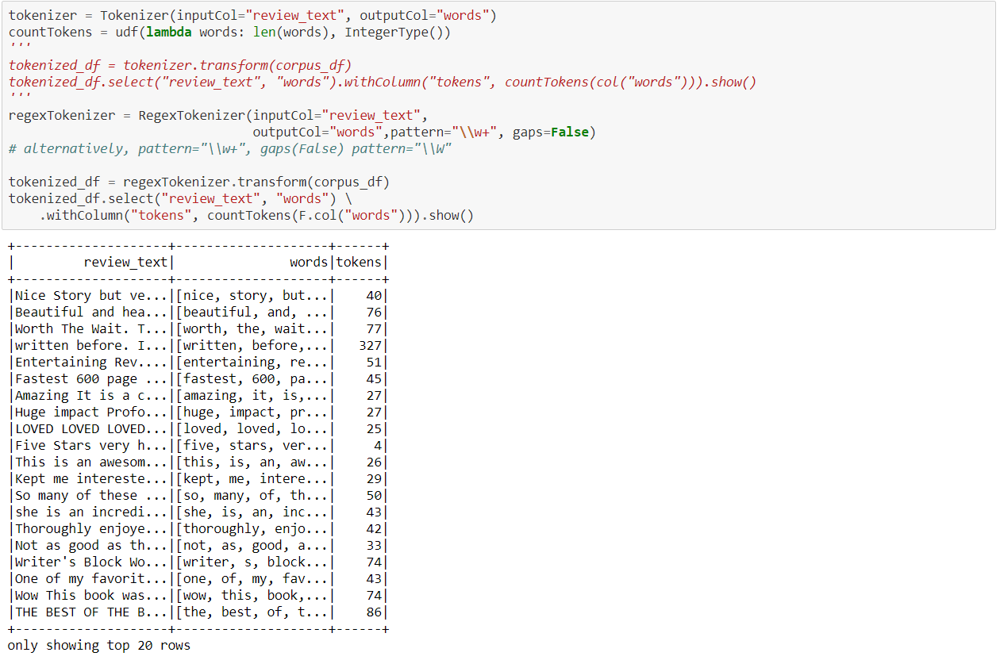 tokenizer = Tokenizer(inputCol="review_text", outputCol="words")
countTokens = udf(lambda words: len(words), IntegerType())
'''
tokenized_df = tokenizer.transform(corpus_df)
tokenized_df.select("review_text", "words").withColumn("tokens", countTokens(col("words"))).show()
'''
regexTokenizer = RegexTokenizer(inputCol="review_text",
                                outputCol="words",pattern="\\w+", gaps=False)
# alternatively, pattern="\\w+", gaps(False) pattern="\\W"

tokenized_df = regexTokenizer.transform(corpus_df)
tokenized_df.select("review_text", "words") \
    .withColumn("tokens", countTokens(F.col("words"))).show()

+--------------------+--------------------+------+
|         review_text|               words|tokens|
+--------------------+--------------------+------+
|Nice Story but ve...|[nice, story, but...|    40|
|Beautiful and hea...|[beautiful, and, ...|    76|
|Worth The Wait. T...|[worth, the, wait...|    77|
|written before. I...|[written, before,...|   327|
|Entertaining Rev....|[entertaining, re...|    51|
|Fastest 600 page ...|[fastest, 600, pa...|    45|
|Amazing It is a c...|[amazing, it, is,...|    27|
|Huge impact Profo...|[huge, impact, pr...|    27|
|LOVED LOVED LOVED...|[loved, loved, lo...|    25|
|Five Stars very h...|[five, stars, ver...|     4|
|This is an awesom...|[this, is, an, aw...|    26|
|Kept me intereste...|[kept, me, intere...|    29|
|So many of these ...|[so, many, of, th...|    50|
|she is an incredi...|[she, is, an, inc...|    43|
|Thoroughly enjoye...|[thoroughly, enjo...|    42|
|Not as good as th...|[not, as, good, a...|    33|
|Writer's Block Wo...|[writer, s, block...|    74|
|One of my favorit...|[one, of, my, fav...|    43|
|Wow This book was...|[wow, this, book,...|    74|
|THE BEST OF THE B...|[the, best, of, t...|    86|
+--------------------+--------------------+------+
only showing top 20 rows